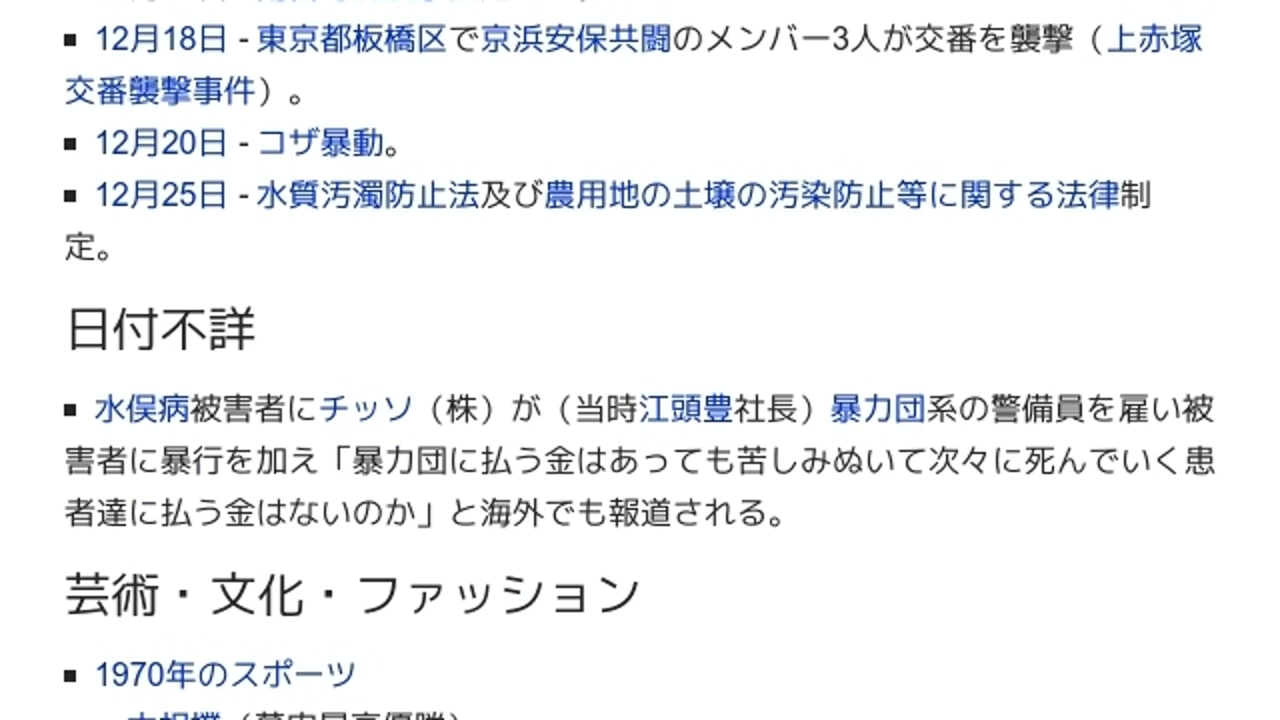 ■ 12月18日 - 東京都板橋区で京浜安保共闘のメンバー3人が交番を襲撃（上赤塚
交番襲撃事件）。
■ 12月20日 - コザ暴動。
■ 12月25日 - 水質汚濁防止法及び農用地の土壌の汚染防止等に関する法律制
定。
日付不詳
■ 水俣病被害者にチッソ（株）が（当時江頭豊社長）暴力団系の警備員を雇い被
害者に暴行を加え「暴力団に払う金はあっても苦しみぬいて次々に死んでいく患
者達に払う金はないのか」と海外でも報道される。
芸術・文化・ファッション
■ 1970年のスポーツ
大相撲（幕内最高優勝）